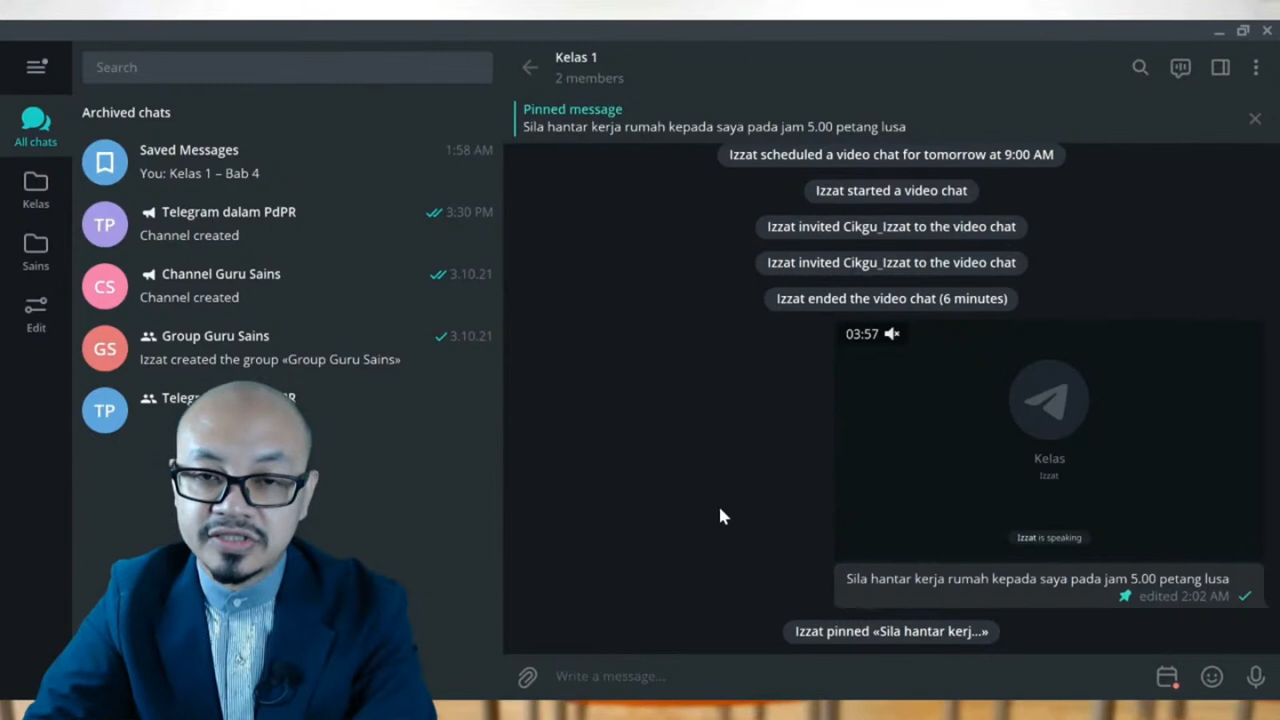 Search
All chats
Kelas
Sains
Edit
Archived chats
Saved Messages 1:58 AM
You: Kelas 1 – Bab 4
TP
Telegram dalam PdPR 3:30 PM
Channel created
CS
Channel Guru Sains 3.10.21
Channel created
GS
Group Guru Sains 3.10.21
Izzat created the group «Group Guru Sains»
TP
Kelas 1
2 members
Pinned message
Sila hantar kerja rumah kepada saya pada jam 5.00 petang lusa
Izzat scheduled a video chat for tomorrow at 9:00 AM
Izzat started a video chat
Izzat invited Cikgu_Izzat to the video chat
Izzat invited Cikgu_Izzat to the video chat
Izzat ended the video chat (6 minutes)
03:57
Kelas
Izzat
Izzat is speaking
Sila hantar kerja rumah kepada saya pada jam 5.00 petang lusa
edited 2:02 AM
Izzat pinned «Sila hantar kerj...»
Write a message...